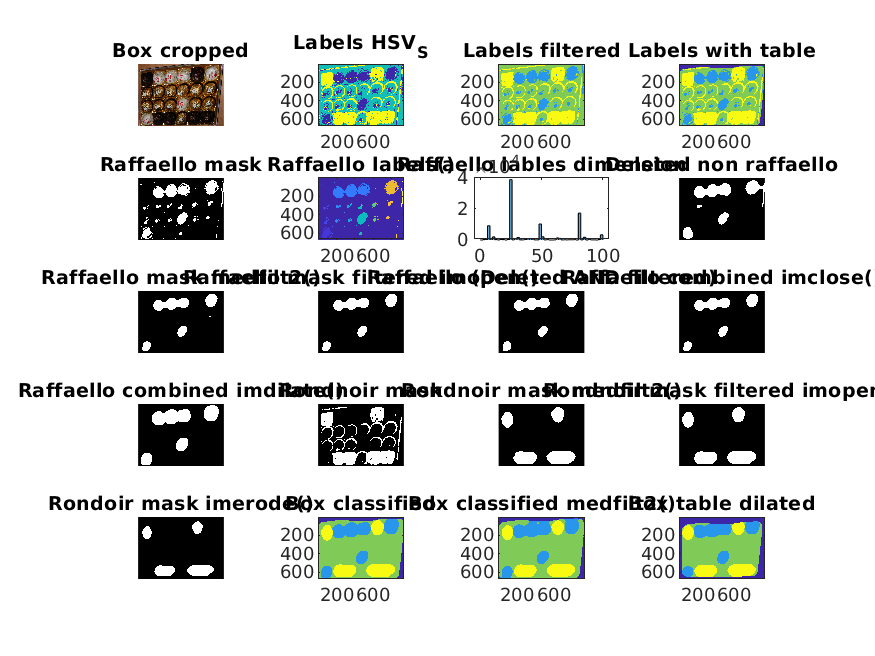 Box cropped
Labels HSV_S
Labels filtered
Labels with table
200
400
600
200 600
200
400
600
200 600
200
400
600
200 600
Raffaello mask
Raffaello labels()
Raffaello lables dimension
Deleted non raffaello
200
400
600
200 600
4
2
0
0 50 100
Raffaello mask medfilt2()
Raffaello mask filtered imopen()
Raffaello (Deleted AND filtered)
Raffaello combined imclose()
Raffaello combined imdilate()
Rondnoir mask
Rondnoir mask medfilt2()
Rondnoir mask filtered imopen
Rondoir mask imerode()
Box classified
Box classified medfilt2()
Box table dilated
200
400
600
200 600
200
400
600
200 600
200
400
600
200 600